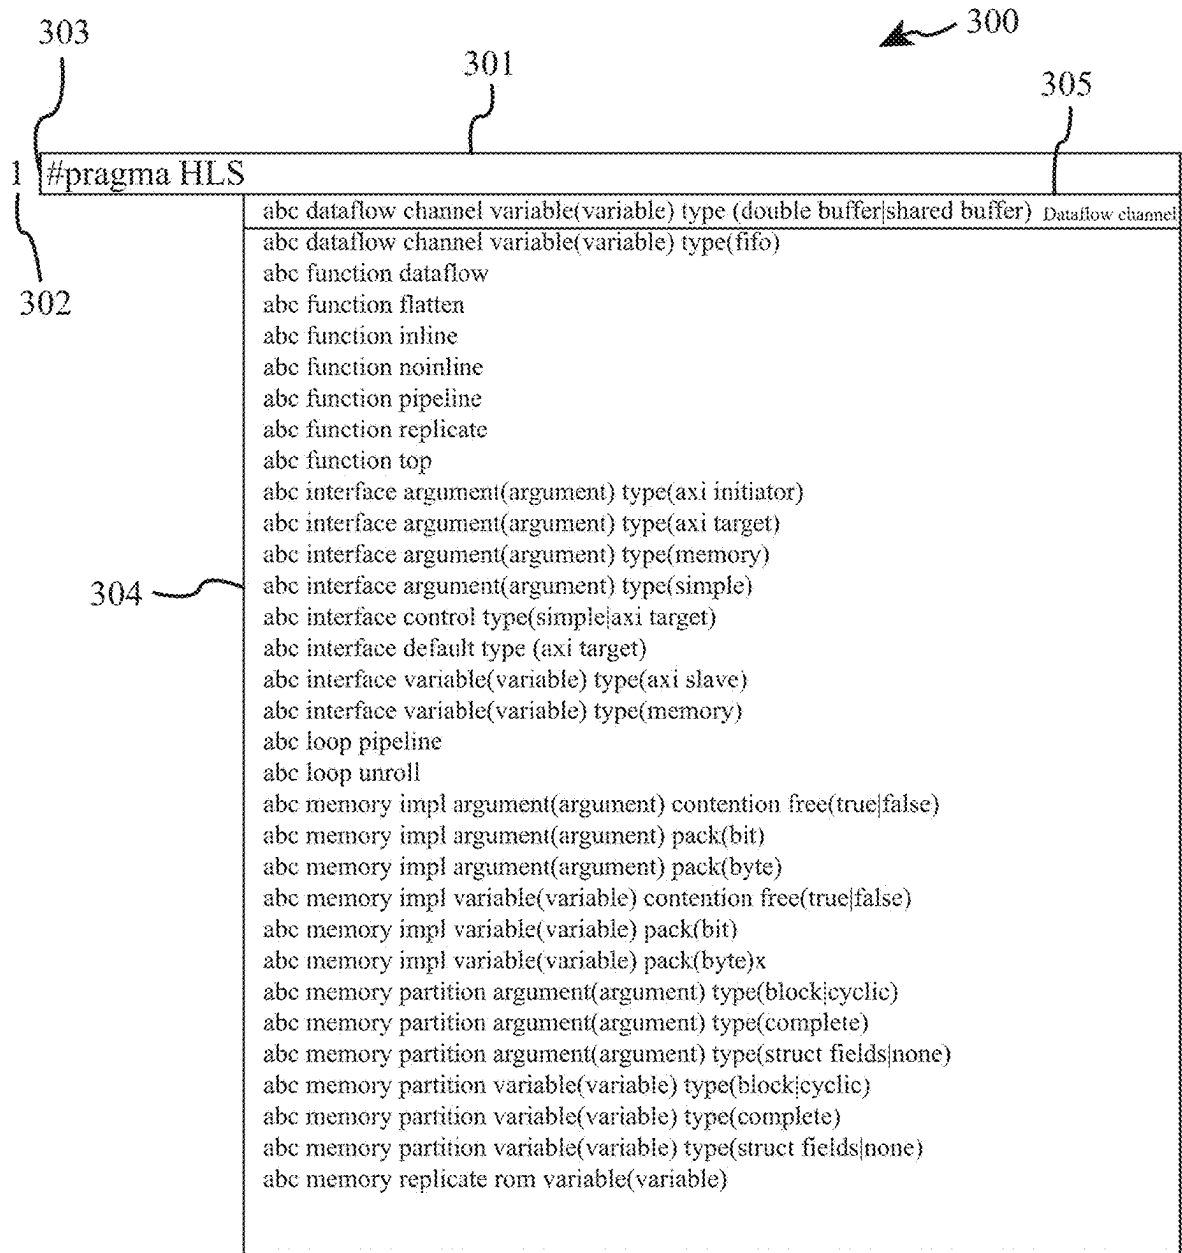 303
300
301
305
1 #pragma HLS
abc dataflow channel variable(variable) type (double buffer|shared buffer) Dataflow channel
abc dataflow channel variable(variable) type(fifo)
302
abc function dataflow
abc function flatten
abc function inline
abc function noinline
abc function pipeline
abc function replicate
abc function top
abc interface argument(argument) type(axi initiator)
abc interface argument(argument) type(axi target)
abc interface argument(argument) type(memory)
304
abc interface argument(argument) type(simple)
abc interface control type(simple|axi target)
abc interface default type (axi target)
abc interface variable(variable) type(axi slave)
abc interface variable(variable) type(memory)
abc loop pipeline
abc loop unroll
abc memory impl argument(argument) contention free(true|false)
abc memory impl argument(argument) pack(bit)
abc memory impl argument(argument) pack(byte)
abc memory impl variable(variable) contention free(true|false)
abc memory impl variable(variable) pack(bit)
abc memory impl variable(variable) pack(byte)x
abc memory partition argument(argument) type(block|cyclic)
abc memory partition argument(argument) type(complete)
abc memory partition argument(argument) type(struct fields|none)
abc memory partition variable(variable) type(block|cyclic)
abc memory partition variable(variable) type(complete)
abc memory partition variable(variable) type(struct fields|none)
abc memory replicate rom variable(variable)